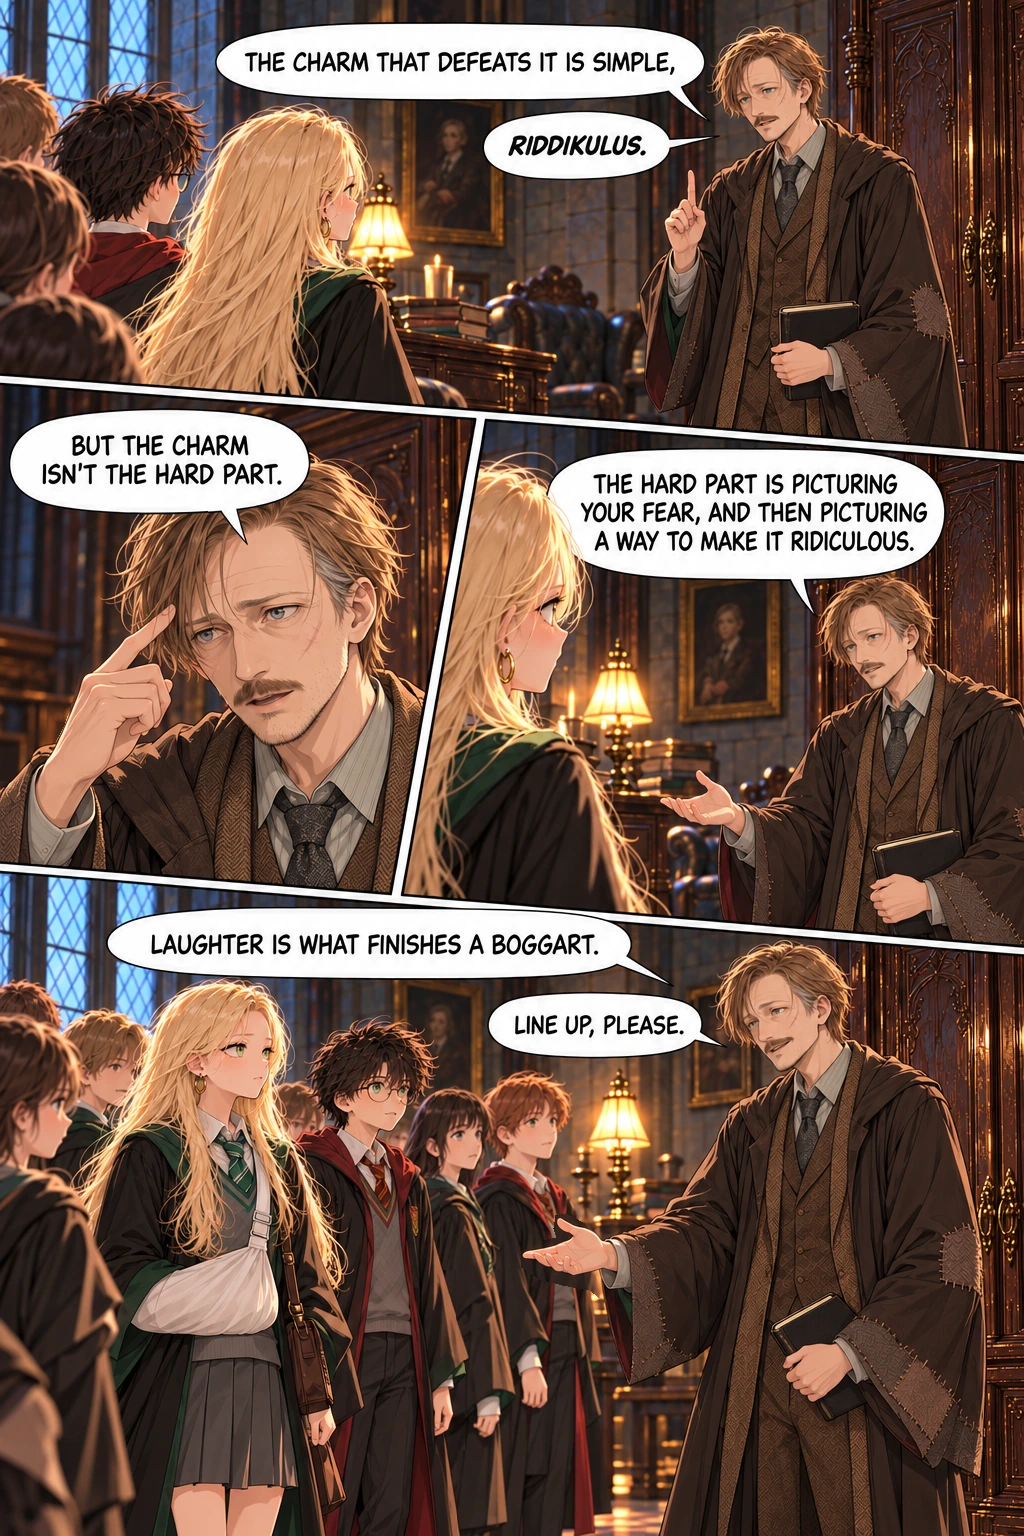 THE CHARM THAT DEFEATS IT IS SIMPLE,
RIDDIKULUS.
BUT THE CHARM
ISN'T THE HARD PART.
THE HARD PART IS PICTURING
YOUR FEAR, AND THEN PICTURING
A WAY TO MAKE IT RIDICULOUS.
LAUGHTER IS WHAT FINISHES A BOGGART.
LINE UP, PLEASE.